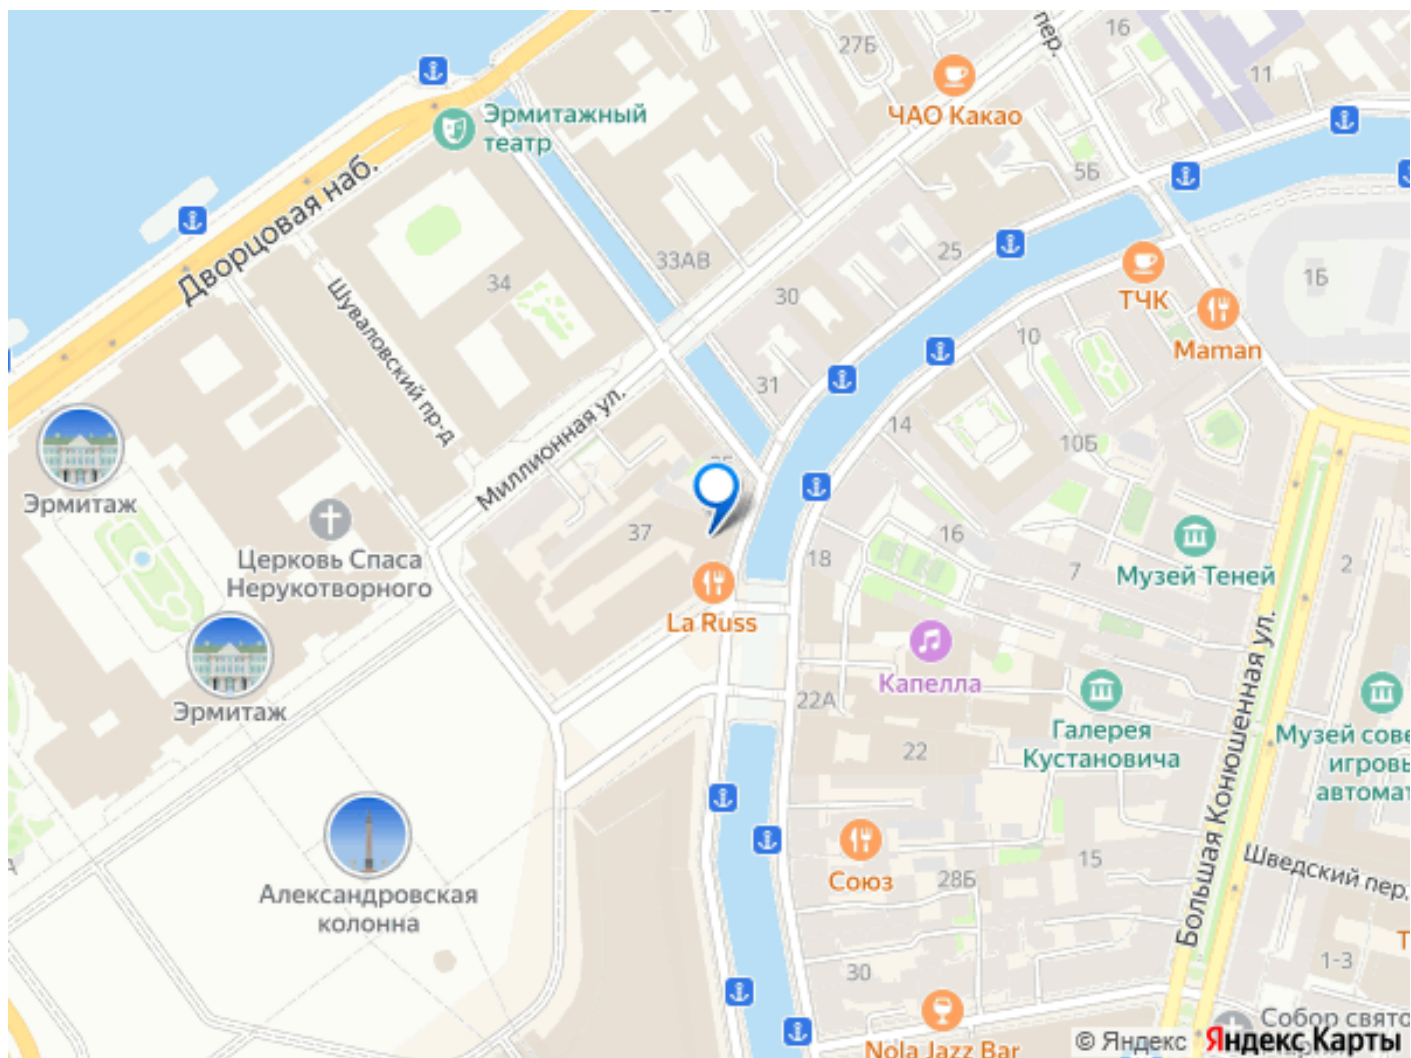 27Б
пер.
16
11
ЧАО Какао
Эрмитажный
театр
5Б
Дворцовая наб.
33АВ
25
34
30
ТЧК
1Б
Шуваловский пр-д
Maman
10
31
Миллионная ул.
14
10Б
Эрмитаж
37
16
Церковь Спаса
Нерукотворного
18
7
Музей Теней
2
La Russ
Капелла
Эрмитаж
22А
Галерея
Кустановича
22
Большая Конюшенная ул.
Музей сове
игровы
автомат
Александровская
колонна
Союз
28Б
15
Шведский пер.
Т
1-3
30
Nola Jazz Bar
Собор свято
© Яндекс
Яндекс Карты